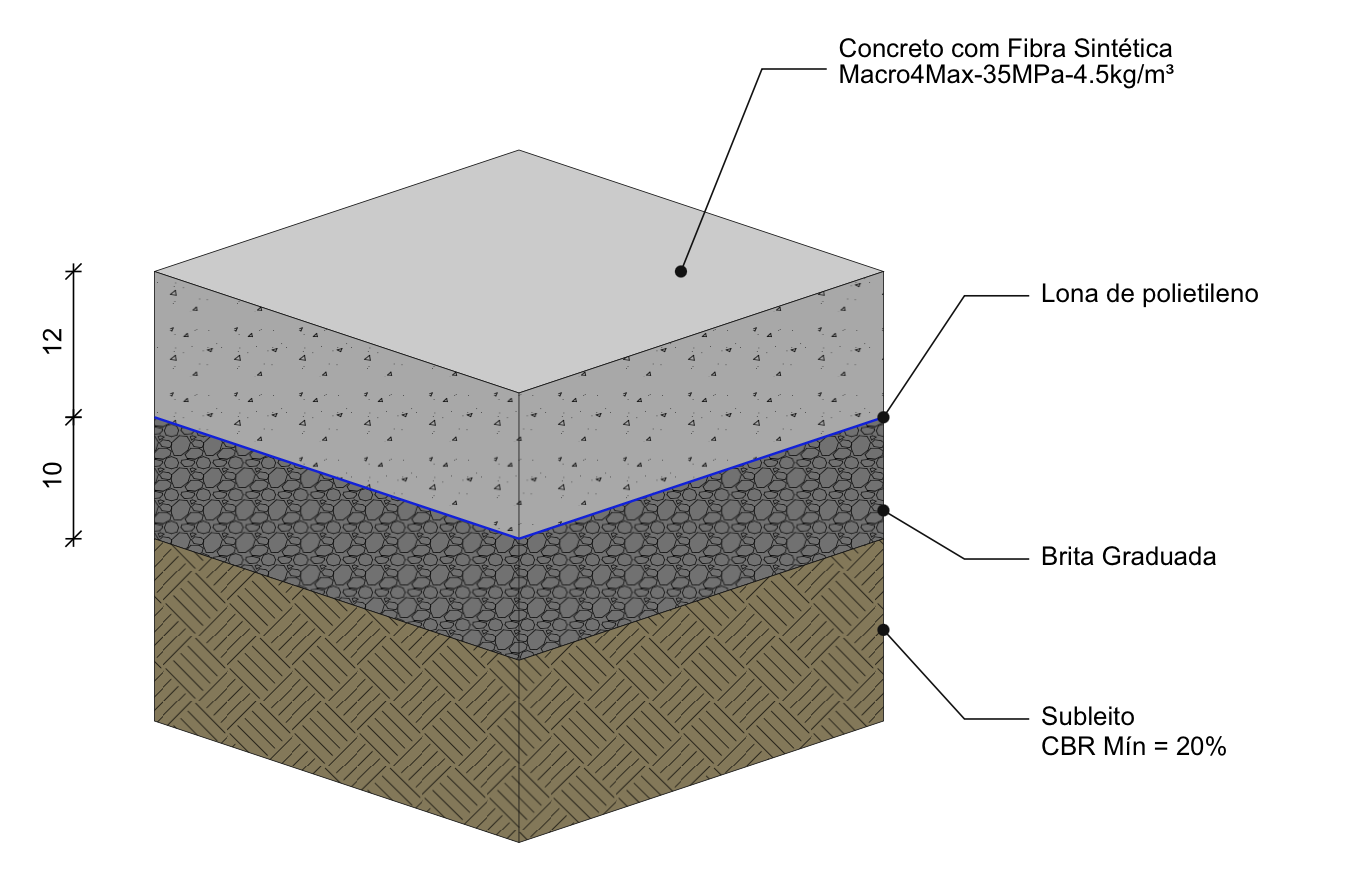 Concreto com Fibra Sintética
Macro4Max-35MPa-4.5kg/m³
Lona de polietileno
12
10
Brita Graduada
Subleito
CBR Mín = 20%